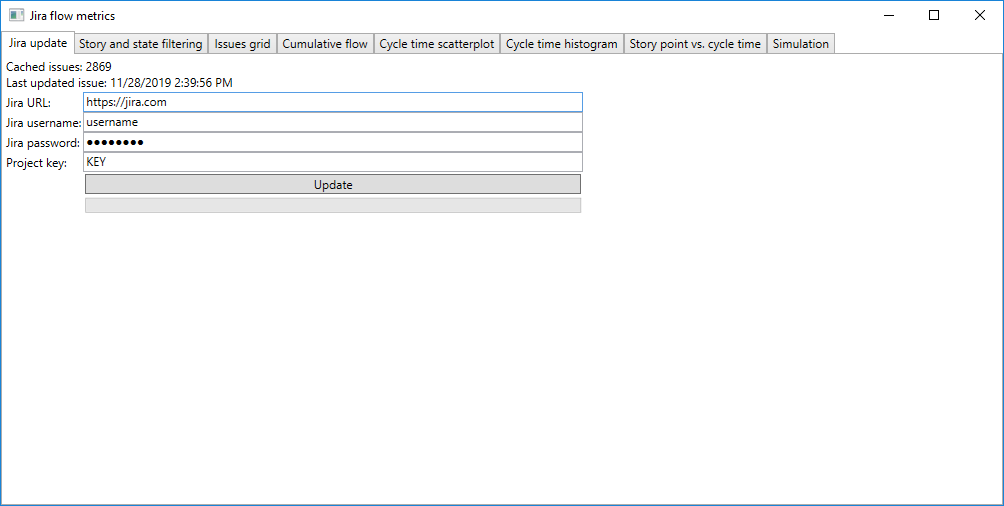 Jira flow metrics
Jira update Story and state filtering Issues grid Cumulative flow Cycle time scatterplot Cycle time histogram Story point vs. cycle time Simulation
Cached issues: 2869
Last updated issue: 11/28/2019 2:39:56 PM
Jira URL: https://jira.com
Jira username: username
Jira password: ●●●●●●●●
Project key: KEY
Update